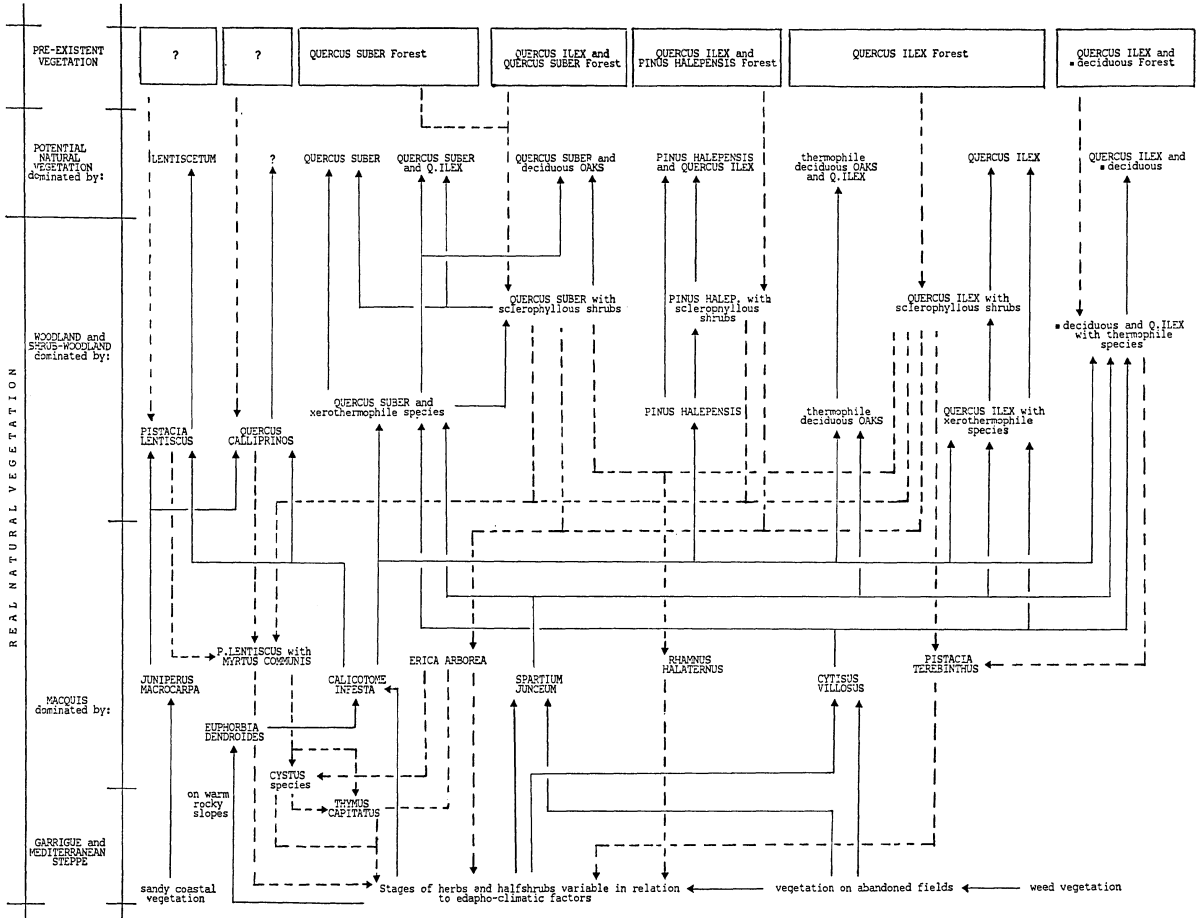 PRE-EXISTENT
VEGETATION
?
?
QUERCUS SUBER Forest
QUERCUS ILEX and
QUERCUS SUBER Forest
QUERCUS ILEX and
PINUS HALEPENSIS Forest
QUERCUS ILEX Forest
QUERCUS ILEX and
▪ deciduous Forest
POTENTIAL
NATURAL
VEGETATION
dominated by:
LENTISCETUM
?
QUERCUS SUBER
QUERCUS SUBER
and Q.ILEX
QUERCUS SUBER and
deciduous OAKS
PINUS HALEPENSIS
and QUERCUS ILEX
thermophile
deciduous OAKS
and Q.ILEX
QUERCUS ILEX
QUERCUS ILEX and
▪ deciduous
REAL NATURAL VEGETATION
WOODLAND and
SHRUB-WOODLAND
dominated by:
QUERCUS SUBER with
sclerophyllous shrubs
PINUS HALEP. with
sclerophyllous
shrubs
QUERCUS ILEX with
sclerophyllous shrubs
▪ deciduous and Q.ILEX
with thermophile
species
QUERCUS SUBER and
xerothermophile species
PINUS HALEPENSIS
thermophile
deciduous OAKS
QUERCUS ILEX with
xerothermophile
species
PISTACIA
LENTISCUS
QUERCUS
CALLIPRINOS
MACQUIS
dominated by:
P.LENTISCUS with
MYRTUS COMMUNIS
ERICA ARBOREA
RHAMNUS
HALATERNUS
PISTACIA
TEREBINTHUS
JUNIPERUS
MACROCARPA
CALICOTOME
INFESTA
SPARTIUM
JUNCEUM
CYTISUS
VILLOSUS
EUPHORBIA
DENDROIDES
CYSTUS
species
on warm
rocky
slopes
THYMUS
CAPITATUS
GARRIGUE and
MEDITERRANEAN
STEPPE
sandy coastal
vegetation
Stages of herbs and halfshrubs variable in relation
to edapho-climatic factors
vegetation on abandoned fields
weed vegetation